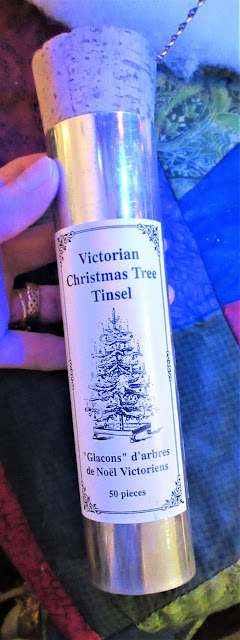 Victorian
Christmas Tree
Tinsel
"Glacons" d'arbres
de Noël Victoriens
50 pieces